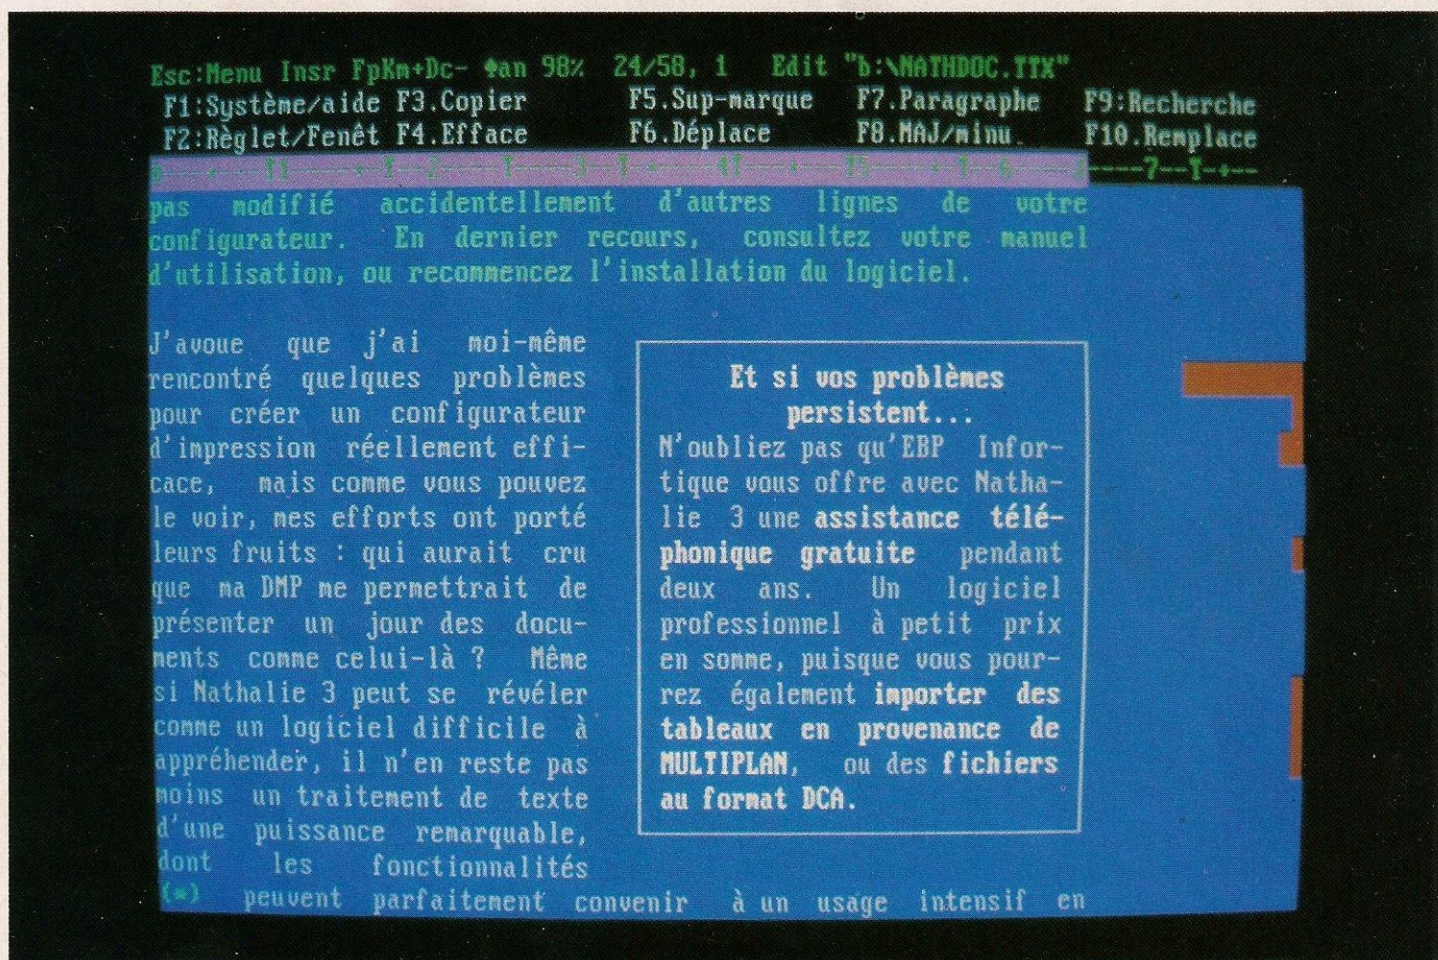 Esc:Menu Insr FpKm+Dc- ♠an 98% 24/58, 1 Edit "b:\NATHDOC.TTX"
F1:Système/aide F3.Copier F5.Sup-marque F7.Paragraphe F9:Recherche
F2:Règlet/Fenêt F4.Efface F6.Déplace F8.MAJ/minu. F10.Remplace
pas modifié accidentellement d'autres lignes de votre
configurateur. En dernier recours, consultez votre manuel
d'utilisation, ou recommencez l'installation du logiciel.
J'avoue que j'ai moi-même
rencontré quelques problèmes
pour créer un configurateur
d'impression réellement effi-
cace, mais comme vous pouvez
le voir, mes efforts ont porté
leurs fruits : qui aurait cru
que ma DMP me permettrait de
présenter un jour des docu-
ments comme celui-là ? Même
si Nathalie 3 peut se révéler
comme un logiciel difficile à
appréhender, il n'en reste pas
moins un traitement de texte
d'une puissance remarquable,
dont les fonctionnalités
(*) peuvent parfaitement convenir à un usage intensif en
Et si vos problèmes
persistent...
N'oubliez pas qu'EBP Infor-
tique vous offre avec Natha-
lie 3 une assistance télé-
phonique gratuite pendant
deux ans. Un logiciel
professionnel à petit prix
en somme, puisque vous pour-
rez également importer des
tableaux en provenance de
MULTIPLAN, ou des fichiers
au format DCA.